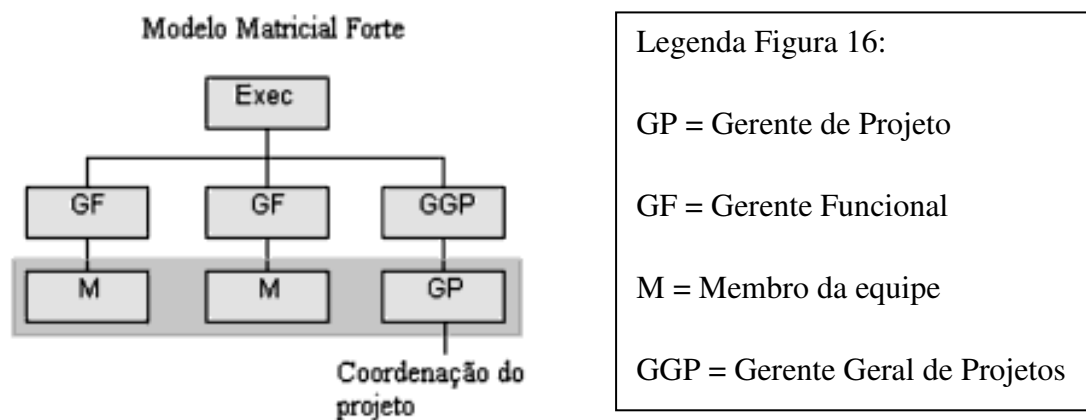 Modelo Matricial Forte
Exec
GF
GF
GGP
M
M
GP
Coordenação do
projeto
Legenda Figura 16:
GP = Gerente de Projeto
GF = Gerente Funcional
M = Membro da equipe
GGP = Gerente Geral de Projetos